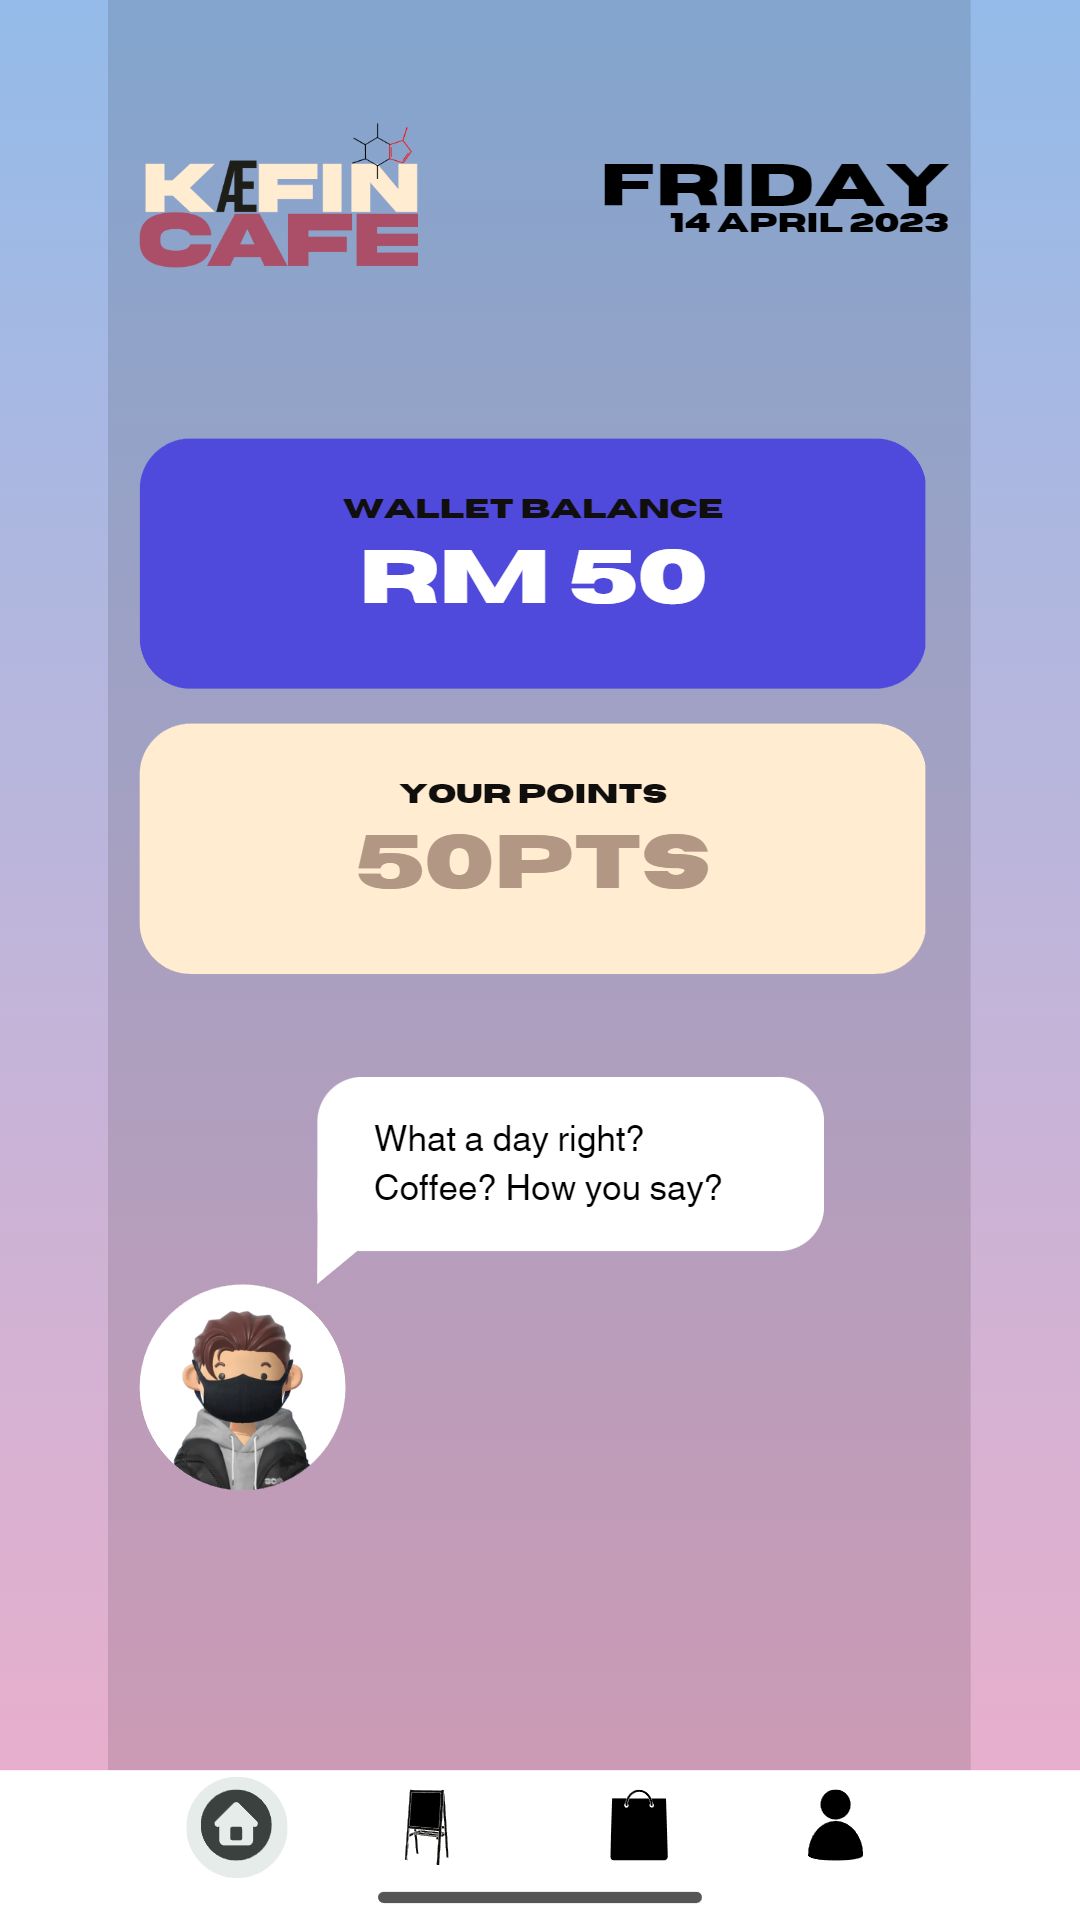 KÆFIN
CAFE
FRIDAY
14 APRIL 2023
WALLET BALANCE
RM 50
YOUR POINTS
50PTS
What a day right?
Coffee? How you say?